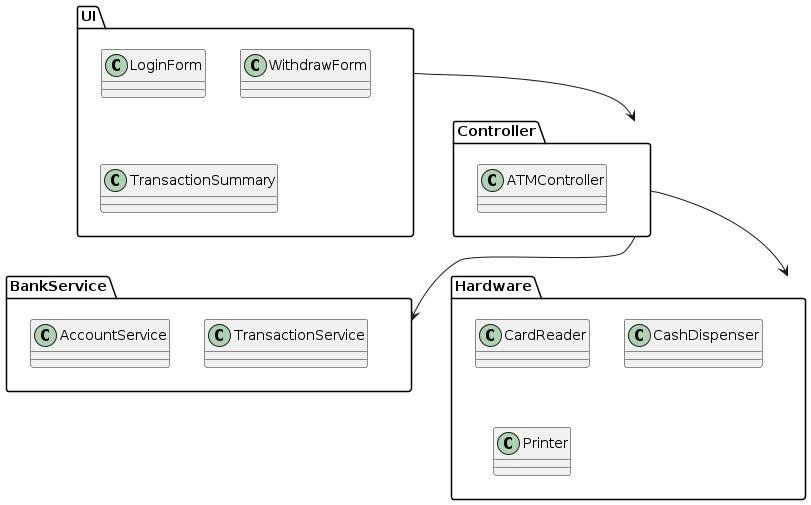 UI
C LoginForm
C WithdrawForm
C TransactionSummary
Controller
C ATMController
BankService
C AccountService
C TransactionService
Hardware
C CardReader
C CashDispenser
C Printer